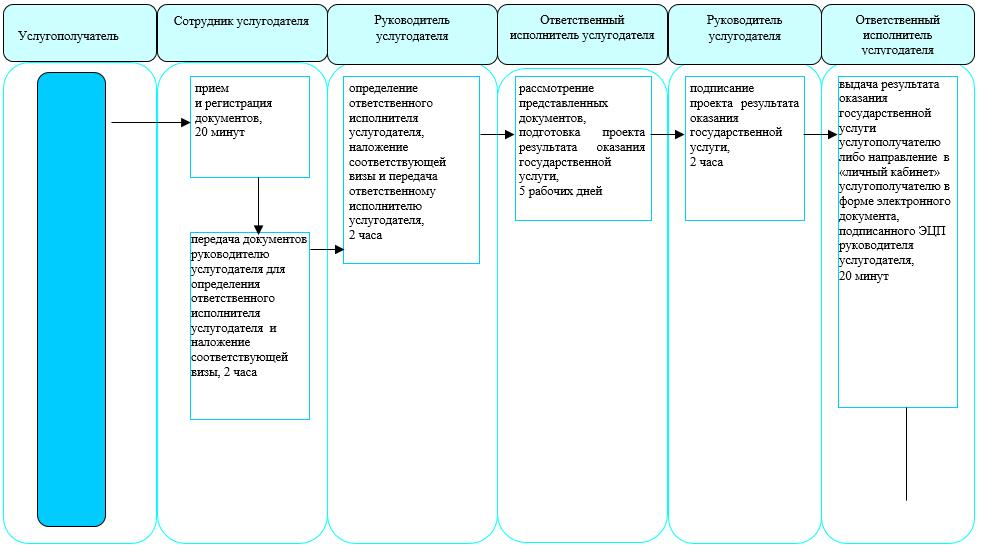 Услугополучатель
Сотрудник услугодателя
Руководитель
услугодателя
Ответственный
исполнитель услугодателя
Руководитель
услугодателя
Ответственный
исполнитель
услугодателя
прием
и регистрация
документов,
20 минут
передача документов
руководителю
услугодателя для
определения
ответственного
исполнителя
услугодателя и
наложение
соответствующей
визы, 2 часа
определение
ответственного
исполнителя
услугодателя,
наложение
соответствующей
визы и передача
ответственному
исполнителю
услугодателя,
2 часа
рассмотрение
представленных
документов,
подготовка проекта
результата оказания
государственной
услуги,
5 рабочих дней
подписание
проекта результата
оказания
государственной
услуги,
2 часа
выдача результата
оказания
государственной
услуги
услугополучателю
либо направление в
«личный кабинет»
услугополучателю в
форме электронного
документа,
подписанного ЭЦП
руководителя
услугодателя,
20 минут